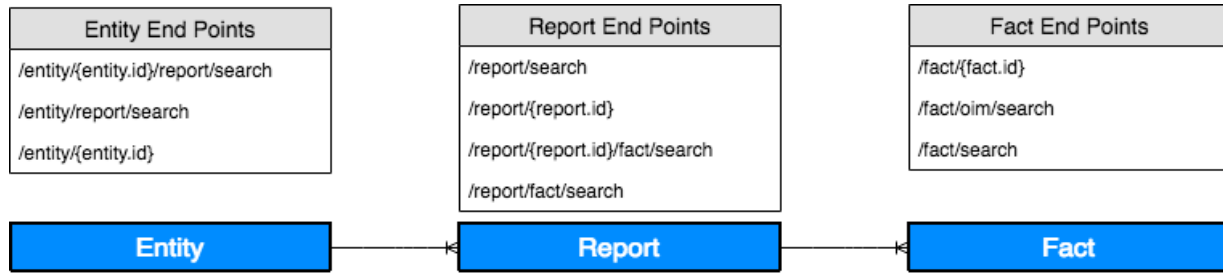 Entity End Points
/entity/{entity.id}/report/search
/entity/report/search
/entity/{entity.id}
Report End Points
/report/search
/report/{report.id}
/report/{report.id}/fact/search
/report/fact/search
Fact End Points
/fact/{fact.id}
/fact/oim/search
/fact/search
Entity
Report
Fact